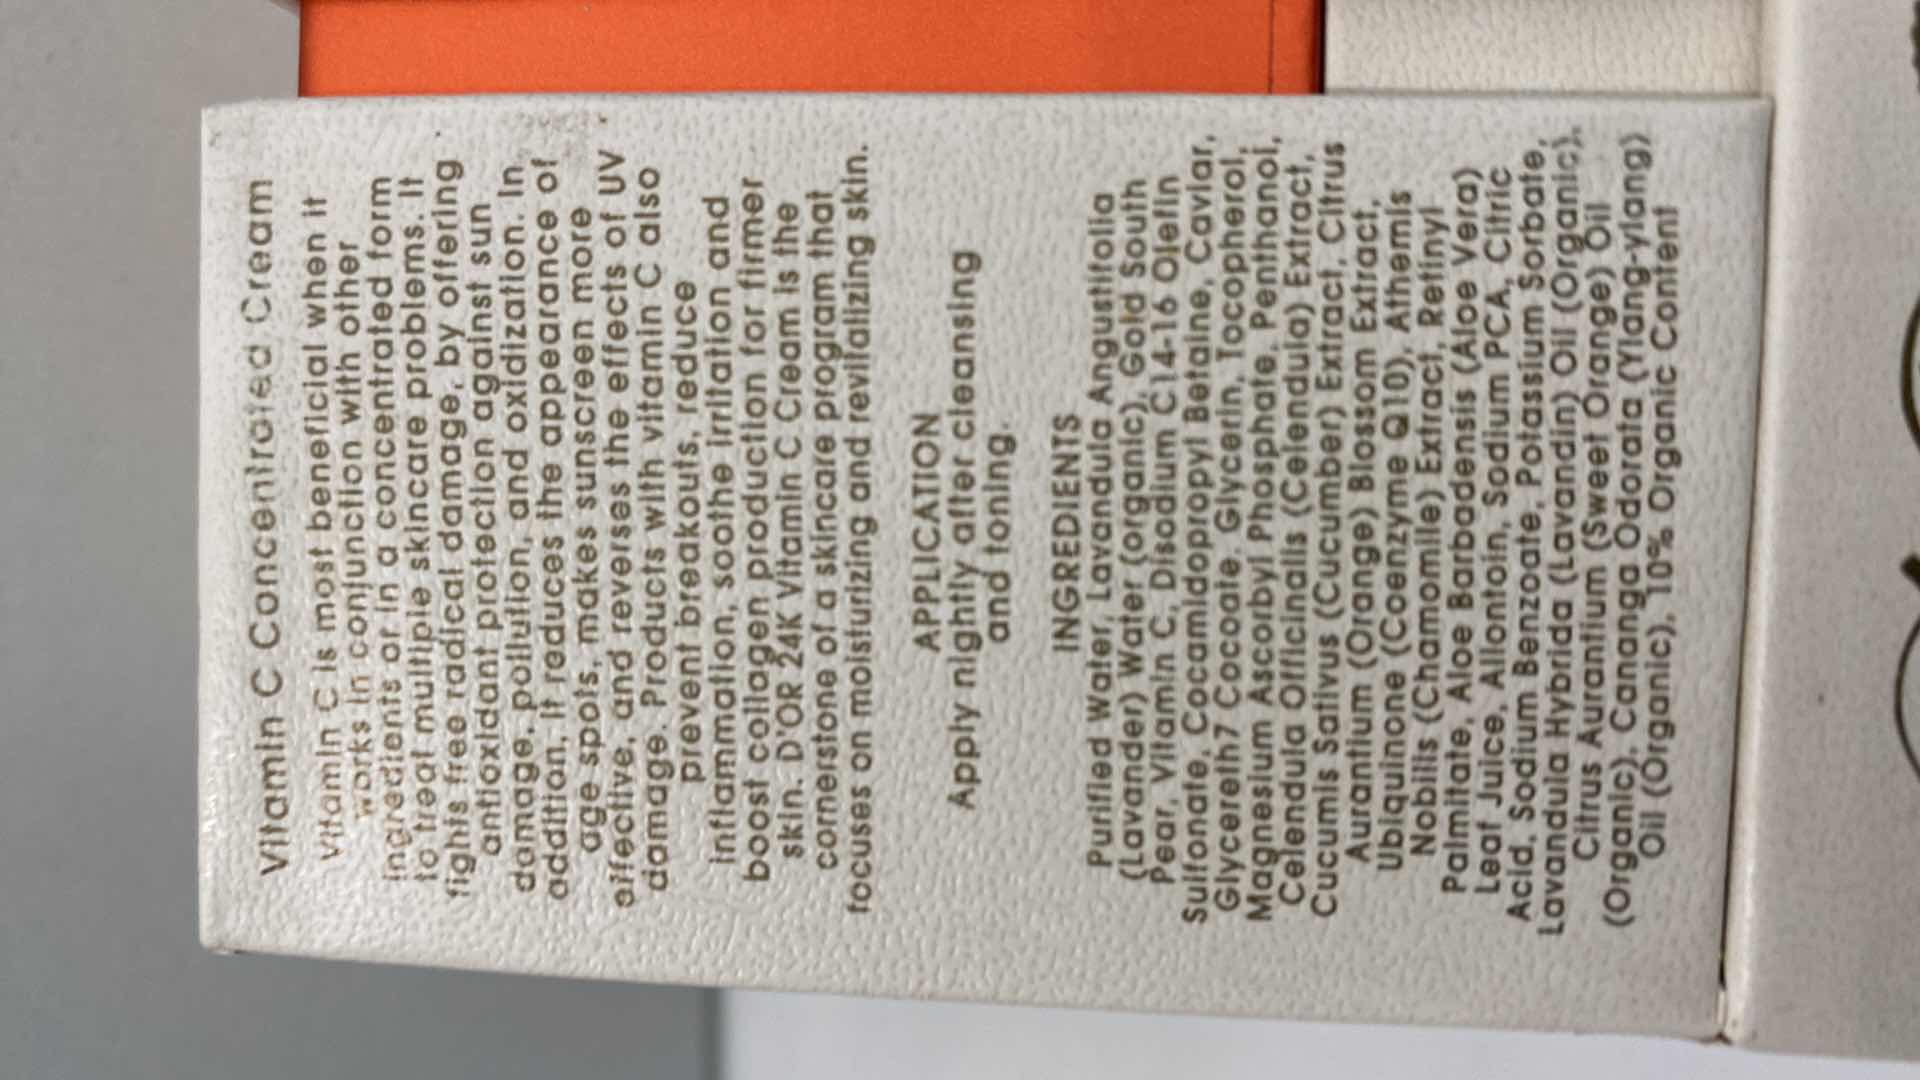 Vitamin C Concentrated Cream
Vitamin C is most beneficial when it
works in conjunction with other
ingredients or in a concentrated form
to treat multiple skincare problems. It
fights free radical damage, by offering
antioxidant protection against sun
damage, pollution, and oxidization. In
addition, it reduces the appearance of
age spots, makes sunscreen more
effective, and reverses the effects of UV
damage. Products with vitamin C also
prevent breakouts, reduce
inflammation, soothe irritation and
boost collagen production for firmer
skin. D'OR 24K Vitamin C Cream is the
cornerstone of a skincare program that
focuses on moisturizing and revitalizing skin.
APPLICATION
Apply nightly after cleansing
and toning.
INGREDIENTS
Purified Water, Lavandula Angustifolia
(Lavander) Water (organic), Gold South
Pear, Vitamin C, Disodium C14-16 Olefin
Sulfonate, Coccamidopropyl Betaine, Caviar,
Glycereth7 Cocoate. Glycerin, Tocopherol,
Magnesium Ascorbyl Phosphate, Penthanol,
Celendula Officinalis (Celendula) Extract,
Cucumis Sativus (Cucumber) Extract, Citrus
Aurantium (Orange) Blossom Extract,
Ubiquinone (Coenzyme Q10), Athemis
Nobilis (Chamomile) Extract, Retinyl
Palmitate, Aloe Barbadensis (Aloe Vera)
Leaf Juice, Allontoin, Sodium PCA, Citric
Acid, Sodium Benzoate, Potassium Sorbate,
Lavandula Hybrida (Lavandin) Oil (Organic),
Citrus Aurantium (Sweet Orange) Oil
(Organic), Cananga Odorata (Ylang-ylang)
Oil (Organic), 10% Organic Content